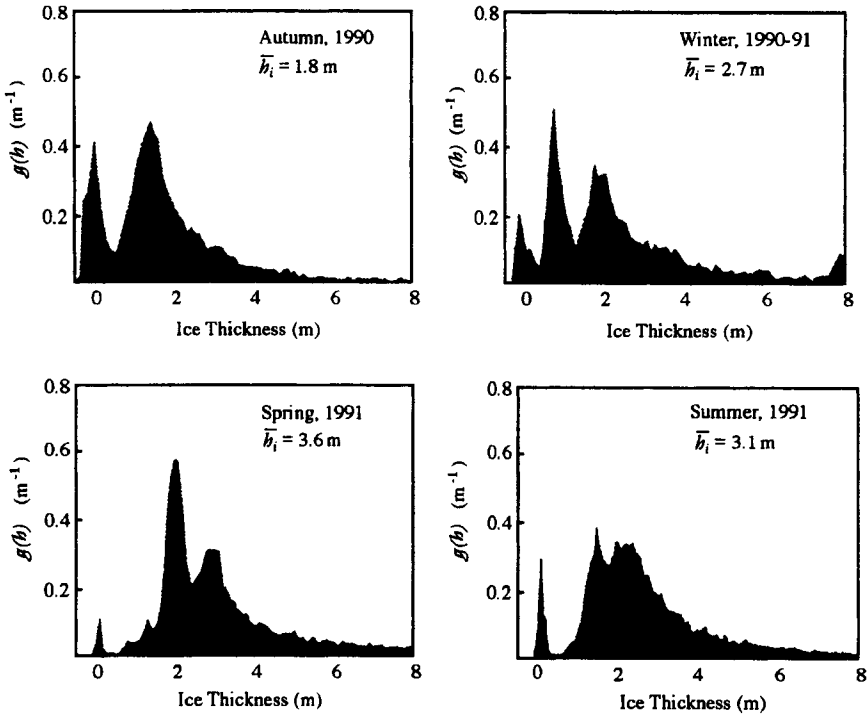 0.8
0.6
0.4
0.2
g(h) (m⁻¹)
Autumn, 1990
h̅ᵢ = 1.8 m
0 2 4 6 8
Ice Thickness (m)
0.8
0.6
0.4
0.2
g(h) (m⁻¹)
Winter, 1990-91
h̅ᵢ = 2.7 m
0 2 4 6 8
Ice Thickness (m)
0.8
0.6
0.4
0.2
g(h) (m⁻¹)
Spring, 1991
h̅ᵢ = 3.6 m
0 2 4 6 8
Ice Thickness (m)
0.8
0.6
0.4
0.2
g(h) (m⁻¹)
Summer, 1991
h̅ᵢ = 3.1 m
0 2 4 6 8
Ice Thickness (m)